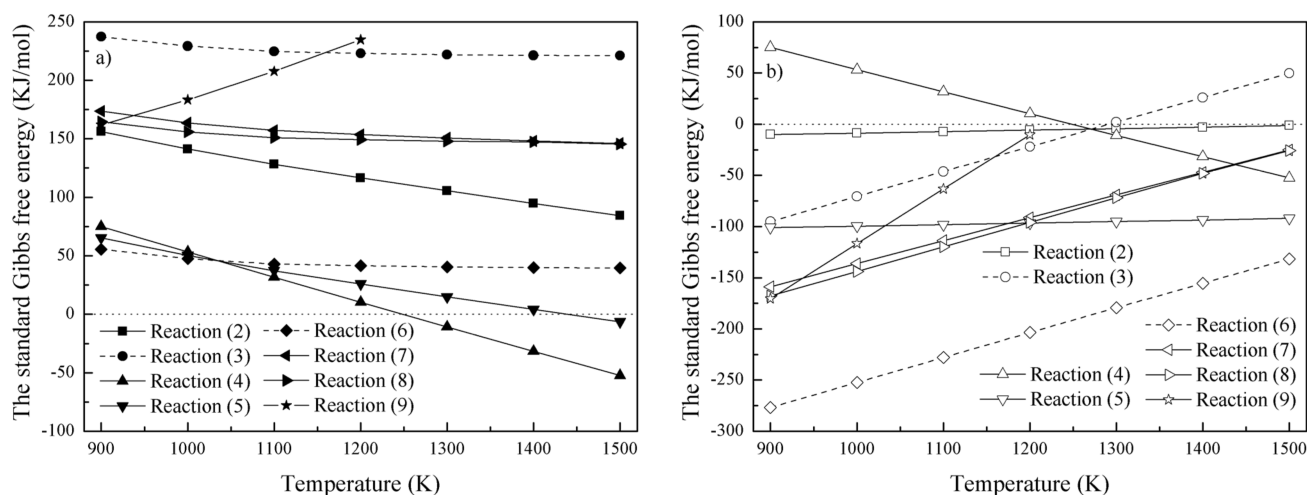 The standard Gibbs free energy (KJ/mol)
250
200
150
100
50
0
-50
-100
a)
Reaction (2) Reaction (6)
Reaction (3) Reaction (7)
Reaction (4) Reaction (8)
Reaction (5) Reaction (9)
900 1000 1100 1200 1300 1400 1500
Temperature (K)
The standard Gibbs free energy (KJ/mol)
100
50
0
-50
-100
-150
-200
-250
-300
b)
Reaction (2)
Reaction (3)
Reaction (6)
Reaction (7)
Reaction (4) Reaction (8)
Reaction (5) Reaction (9)
900 1000 1100 1200 1300 1400 1500
Temperature (K)